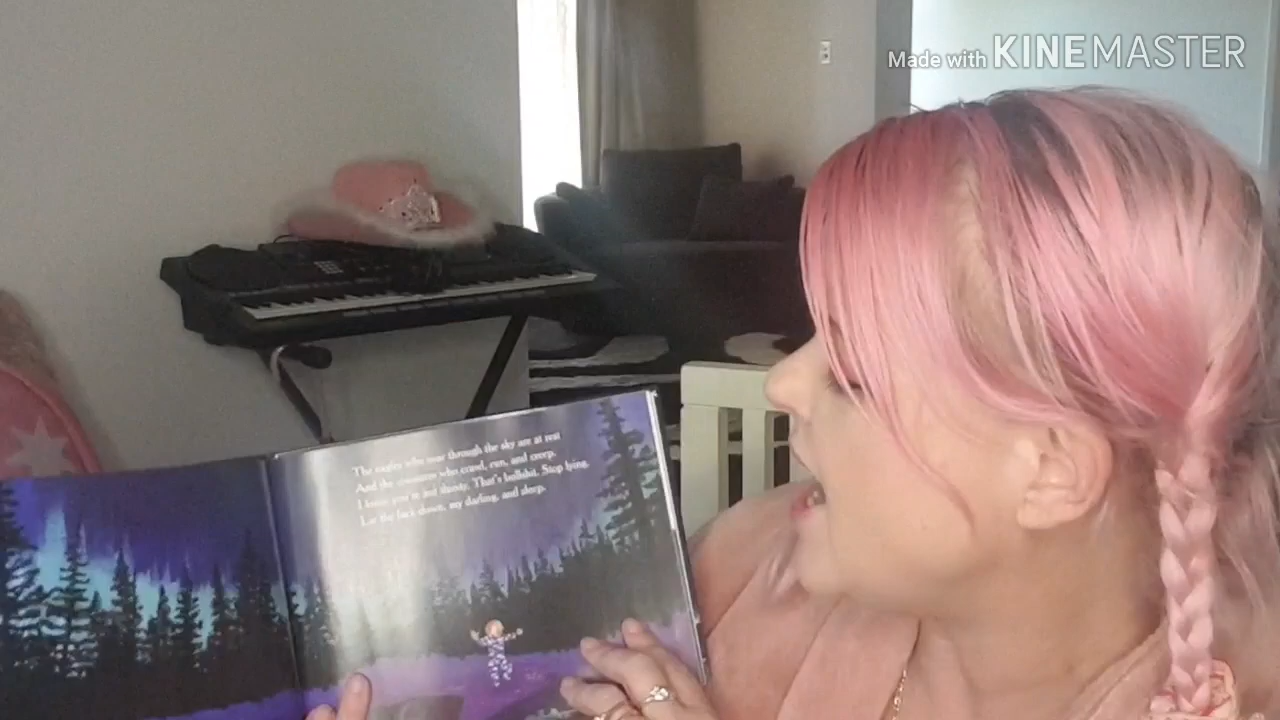 Made with KINEMASTER
The eagles who soar through the sky are at rest
And the creatures who crawl, run, and creep.
I know you're not thirsty. That's bullshit. Stop lying.
Lie the fuck down, my darling, and sleep.